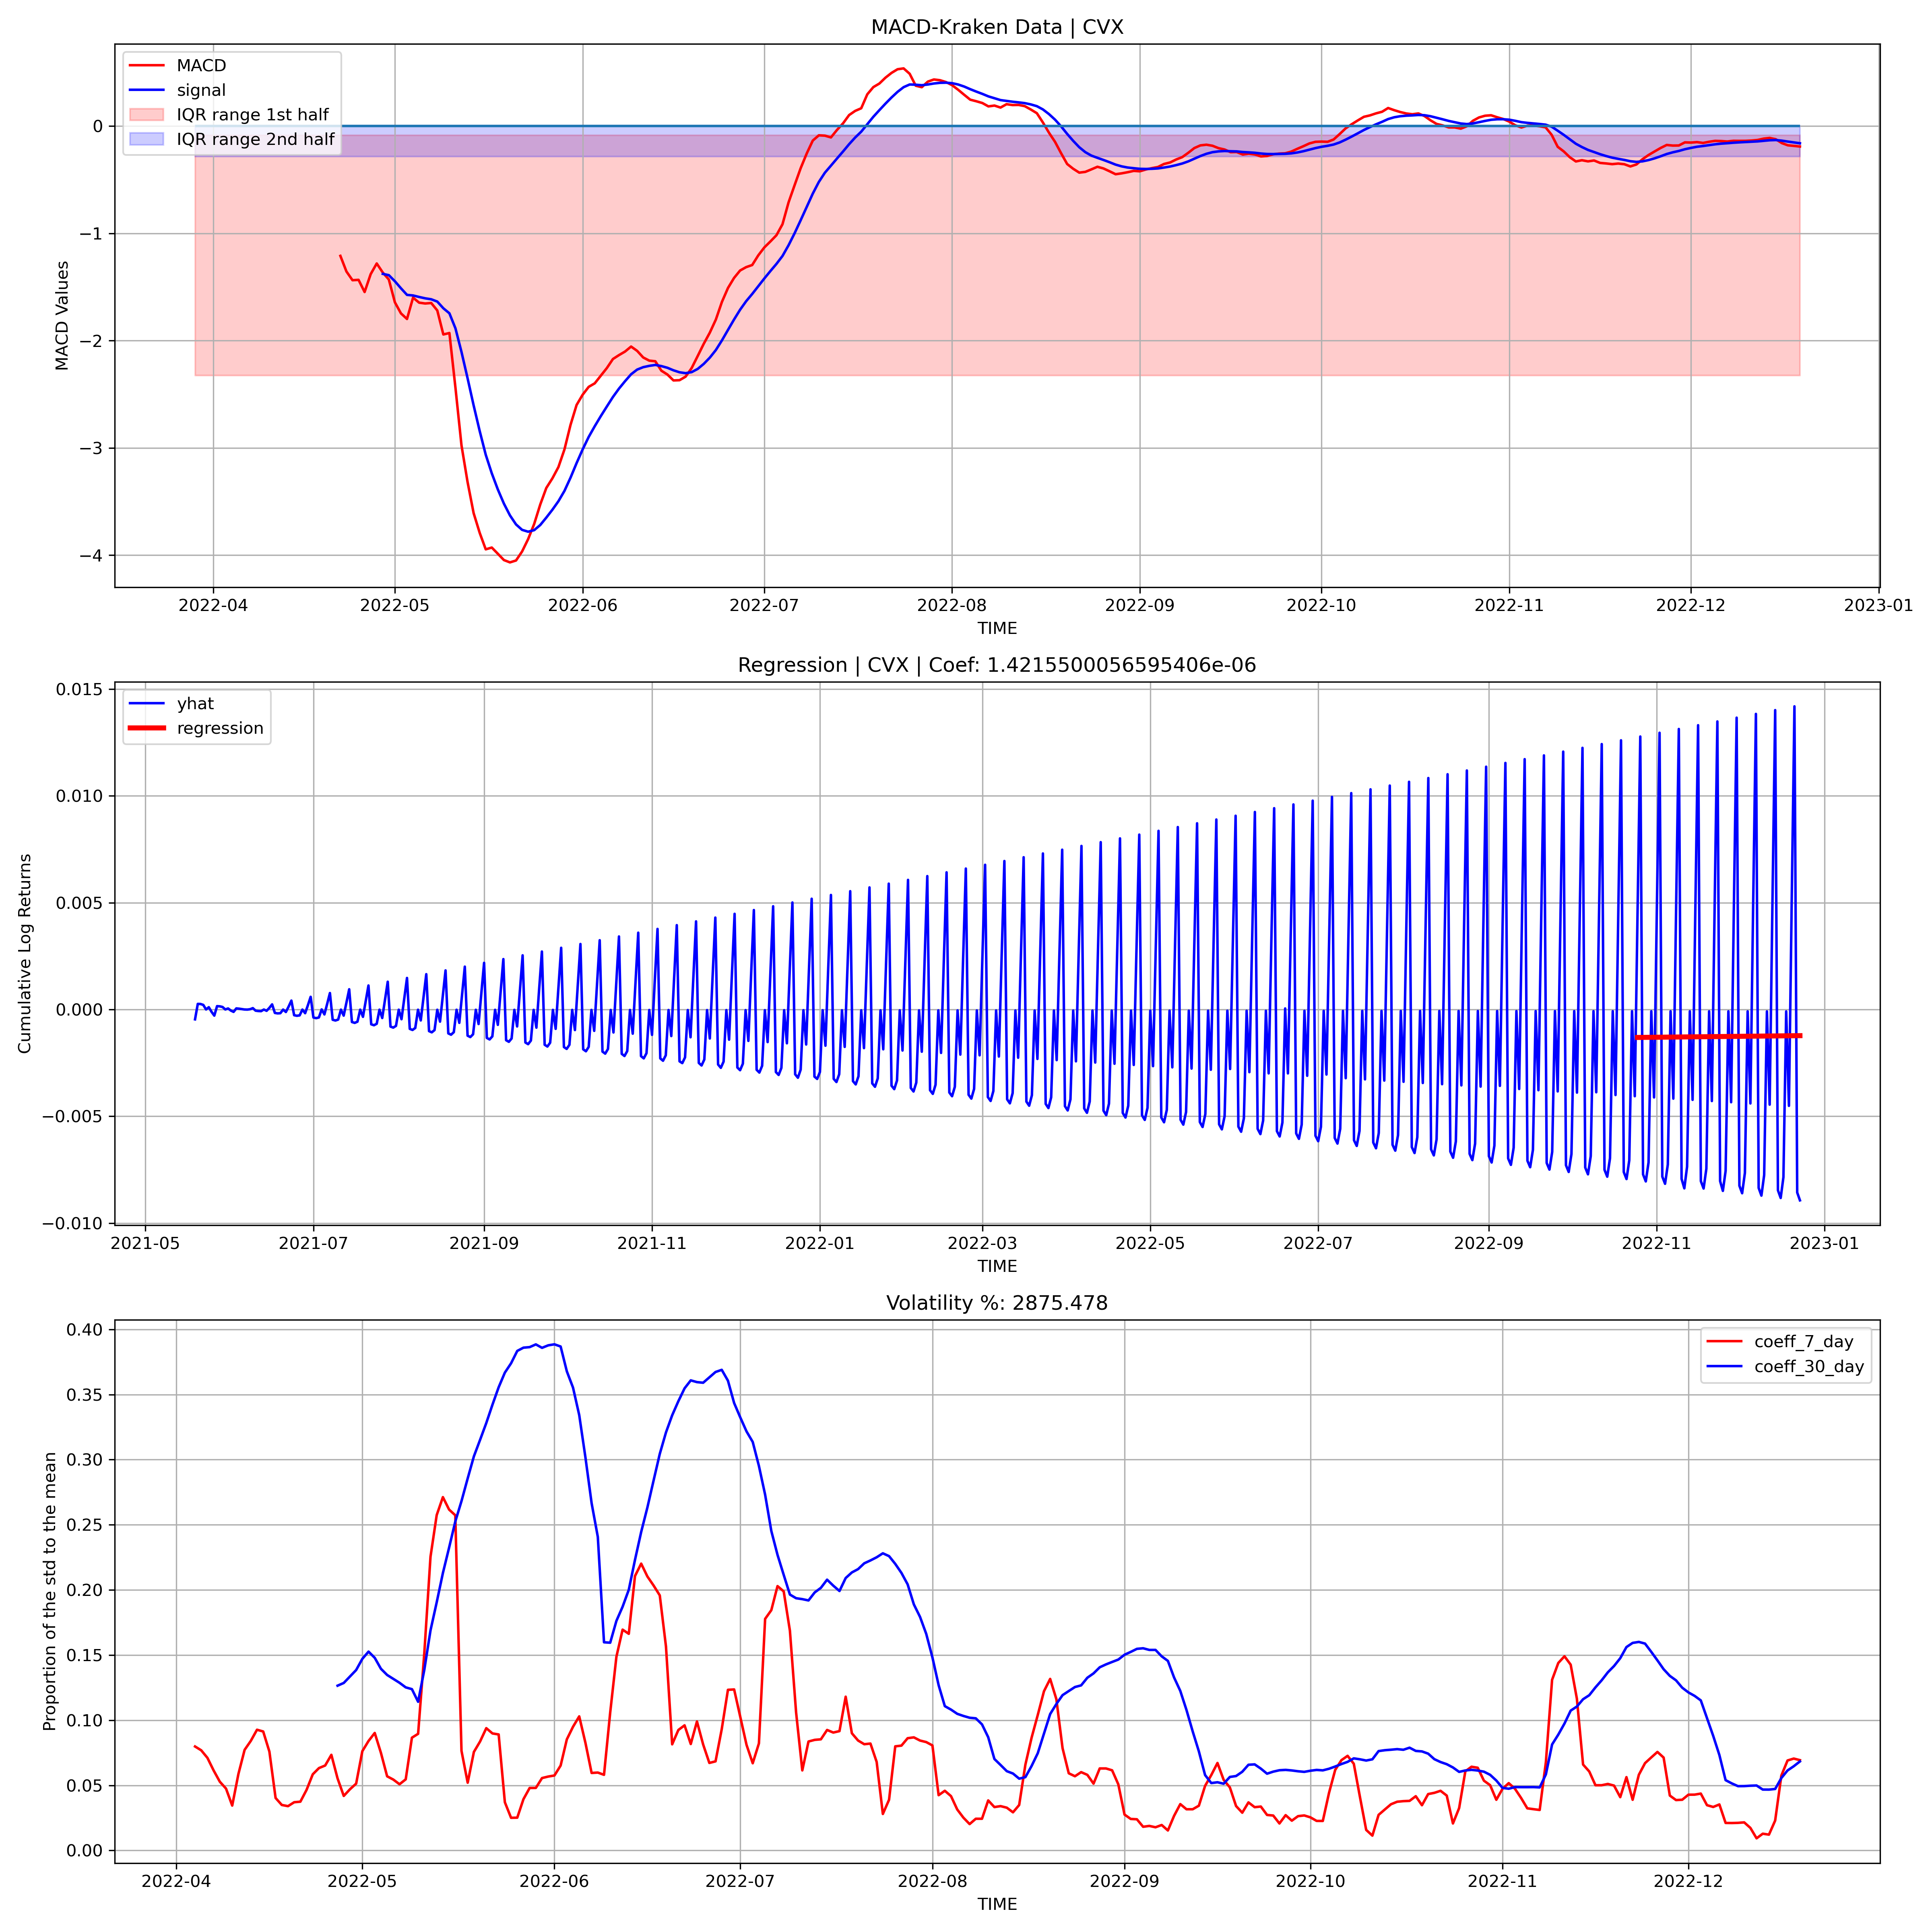 MACD-Kraken Data | CVX
MACD
signal
IQR range 1st half
IQR range 2nd half
MACD Values
0
−1
−2
−3
−4
2022-04 2022-05 2022-06 2022-07 2022-08 2022-09 2022-10 2022-11 2022-12 2023-01
TIME
Regression | CVX | Coef: 1.4215500056595406e-06
yhat
regression
Cumulative Log Returns
0.015
0.010
0.005
0.000
−0.005
−0.010
2021-05 2021-07 2021-09 2021-11 2022-01 2022-03 2022-05 2022-07 2022-09 2022-11 2023-01
TIME
Volatility %: 2875.478
coeff_7_day
coeff_30_day
Proportion of the std to the mean
0.40
0.35
0.30
0.25
0.20
0.15
0.10
0.05
0.00
2022-04 2022-05 2022-06 2022-07 2022-08 2022-09 2022-10 2022-11 2022-12
TIME